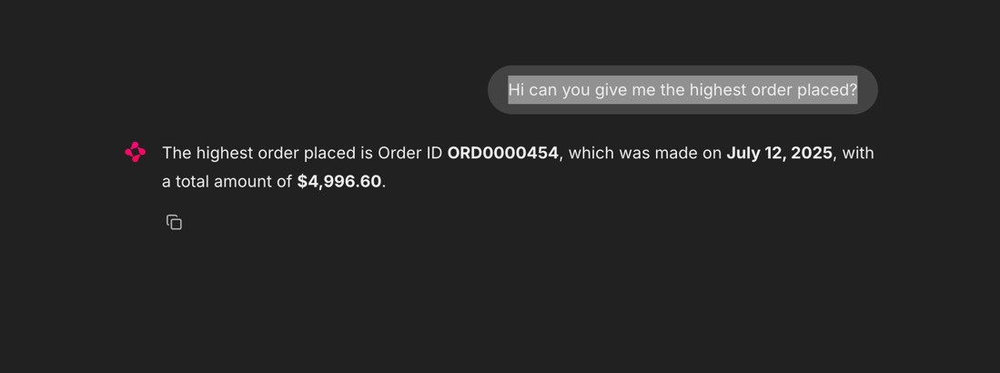 Hi can you give me the highest order placed?
The highest order placed is Order ID ORD0000454, which was made on July 12, 2025, with
a total amount of $4,996.60.